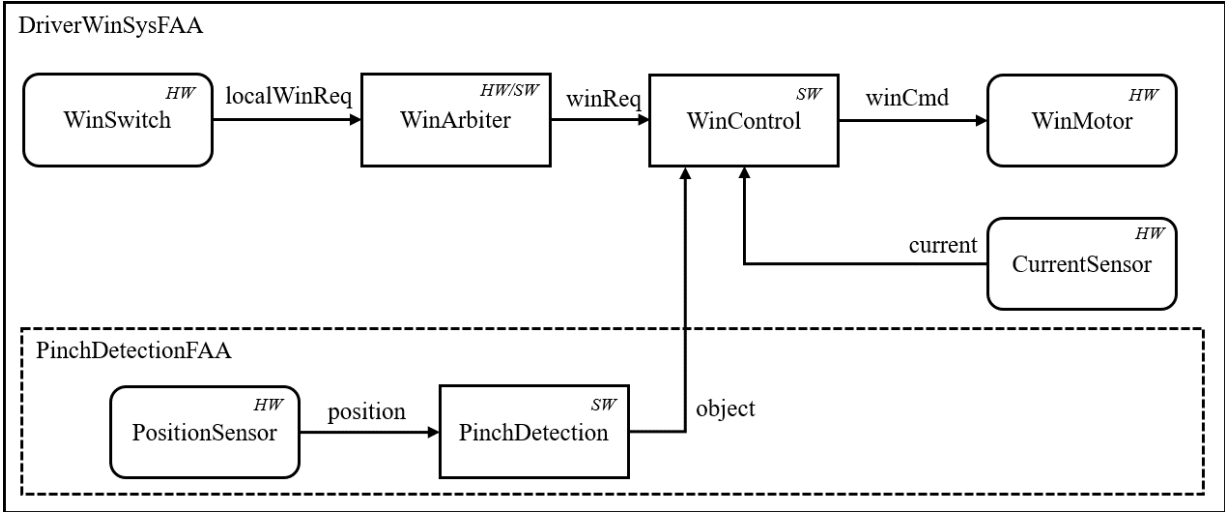 DriverWinSysFAA
HW
WinSwitch
localWinReq
HW/SW
WinArbiter
winReq
SW
WinControl
winCmd
HW
WinMotor
current
HW
CurrentSensor
PinchDetectionFAA
HW
PositionSensor
position
SW
PinchDetection
object